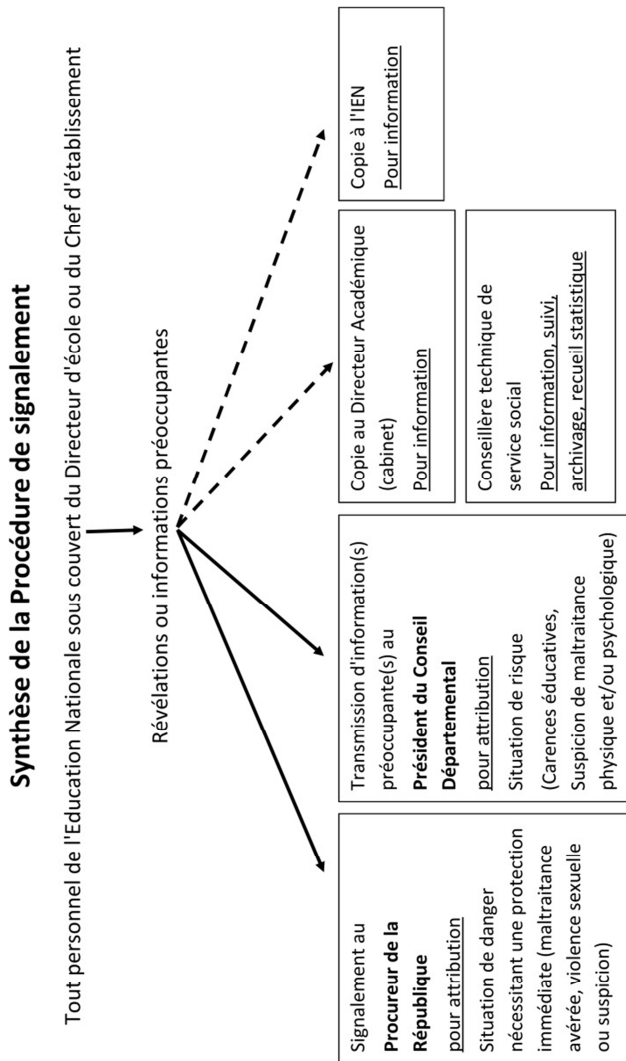 Synthèse de la Procédure de signalement
Tout personnel de l'Education Nationale sous couvert du Directeur d'école ou du Chef d'établissement
Révélations ou informations préoccupantes
Signalement au
Procureur de la
République
pour attribution
Situation de danger
nécessitant une protection
immédiate (maltraitance
avérée, violence sexuelle
ou suspicion)
Transmission d'information(s)
préoccupante(s) au
Président du Conseil
Départemental
pour attribution
Situation de risque
(Carences éducatives,
Suspicion de maltraitance
physique et/ou psychologique)
Copie au Directeur Académique
(cabinet)
Pour information
Conseillère technique de
service social
Pour information, suivi,
archivage, recueil statistique
Copie à l'IEN
Pour information